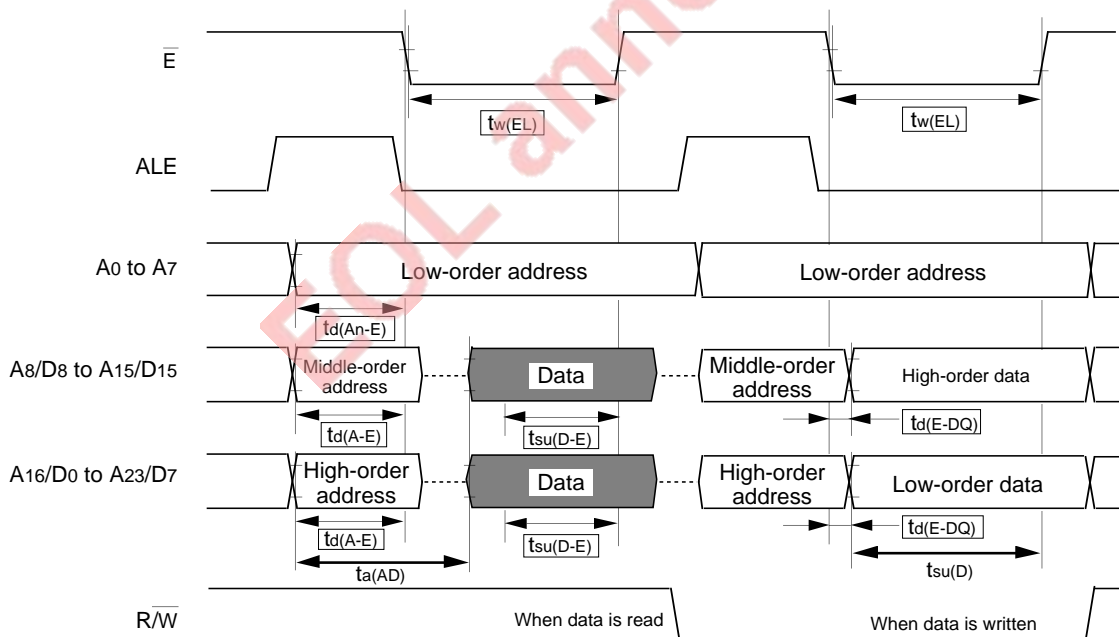 EOL anno
E
tw(EL)
tw(EL)
ALE
A0 to A7
Low-order address
Low-order address
td(An-E)
A8/D8 to A15/D15
Middle-order
address
Data
Middle-order
address
High-order data
td(A-E)
tsu(D-E)
td(E-DQ)
A16/D0 to A23/D7
High-order
address
Data
High-order
address
Low-order data
td(A-E)
tsu(D-E)
td(E-DQ)
ta(AD)
tsu(D)
R/W
When data is read
When data is written